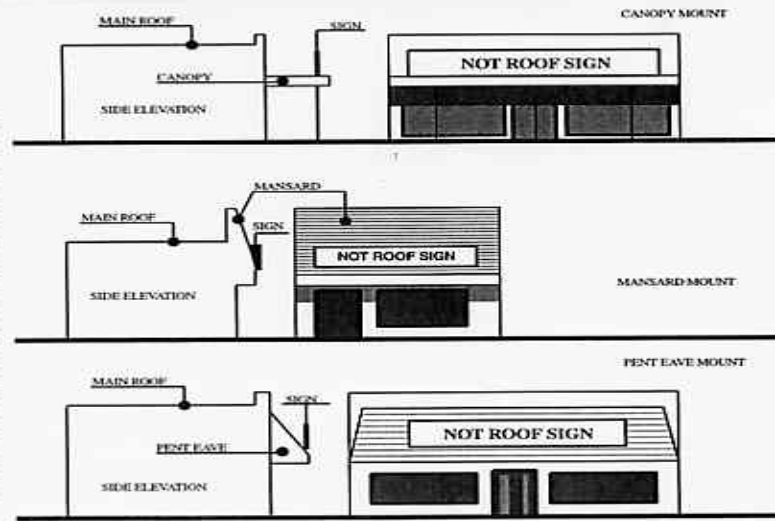 MAIN ROOF
SIGN
CANOPY MOUNT
NOT ROOF SIGN
CANOPY
SIDE ELEVATION
MANSARD
MAIN ROOF
SIGN
NOT ROOF SIGN
MANSARD MOUNT
SIDE ELEVATION
PENT EAVE MOUNT
MAIN ROOF
SIGN
NOT ROOF SIGN
PENT EAVE
SIDE ELEVATION